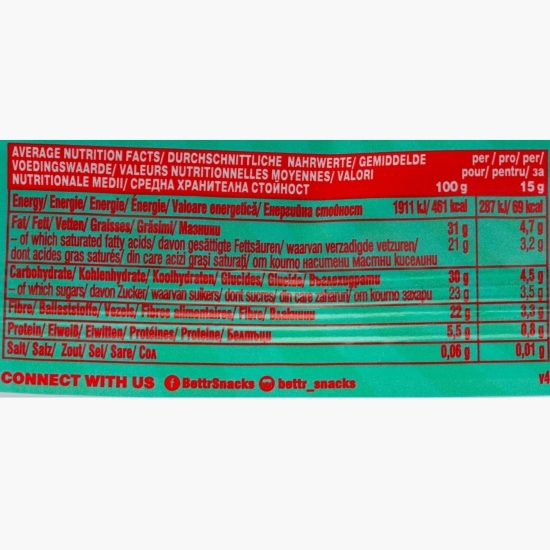 AVERAGE NUTRITION FACTS/ DURCHSCHNITTLICHE NAHRWERTE/ GEMIDDELDE
VOEDINGSWAARDE/ VALEURS NUTRITIONNELLES MOYENNES/ VALORI
NUTRITIONALE MEDII/ СРЕДНА ХРАНИТЕЛНА СТОЙНОСТ
100 g
per / pro/ per/
pour/ pentru/ за
15 g
Energy/ Energie/ Energie/ Énergie/ Valoare energetică/ Енергийна стойност 1911 kJ/ 461 kcal 287 kJ/ 69 kcal
Fat/ Fett/ Vetten/ Graisses/ Grăsimi/ Мазнини 31 g 4,7 g
– of which saturated fatty acids/ davon gesättigte Fettsäuren/ waarvan verzadigde vetzuren/ 21 g 3,2 g
dont acides gras saturés/ din care acizi grași saturați/ от които наситени мастни киселини
Carbohydrate/ Kohlenhydrate/ Koolhydraten/ Glucides/ Glucide/ Въглехидрати 30 g 4,5 g
– of which sugars/ davon Zucker/ waarvan suikers/ dont sucres/ din care zaharuri/ от които захари 23 g 3,5 g
Fibre/ Ballaststoffe/ Vezels/ Fibres alimentaires/ Fibre/ Влакнини 22 g 3,3 g
Protein/ Eiweiß/ Eiwitten/ Protéines/ Proteine/ Белтъци 5,5 g 0,8 g
Salt/ Salz/ Zout/ Sel/ Sare/ Сол 0,06 g 0,01 g
CONNECT WITH US BettrSnacks bettr_snacks
v4